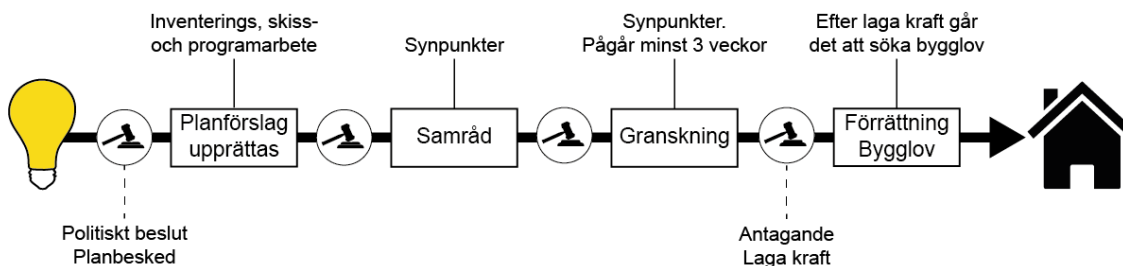 Inventerings, skiss-
och programarbete
Synpunkter
Synpunkter.
Pågår minst 3 veckor
Efter laga kraft går
det att söka bygglov
Planförslag
upprättas
Samråd
Granskning
Förrättning
Bygglov
Politiskt beslut
Planbesked
Antagande
Laga kraft